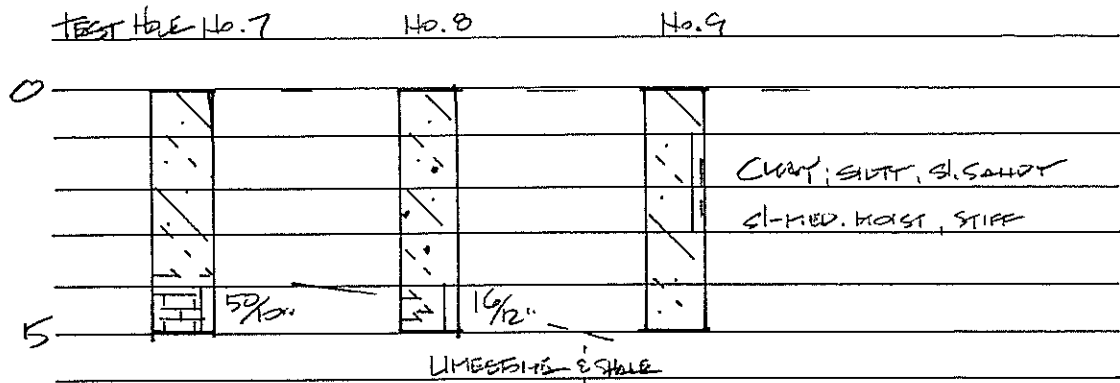 TEST HOLE No. 7 No. 8 No. 9
0
CLAY; SILTY, SL. SANDY
SL-MED. MOIST, STIFF
50/10" 16/12"
5
LIMESTONE & SHALE